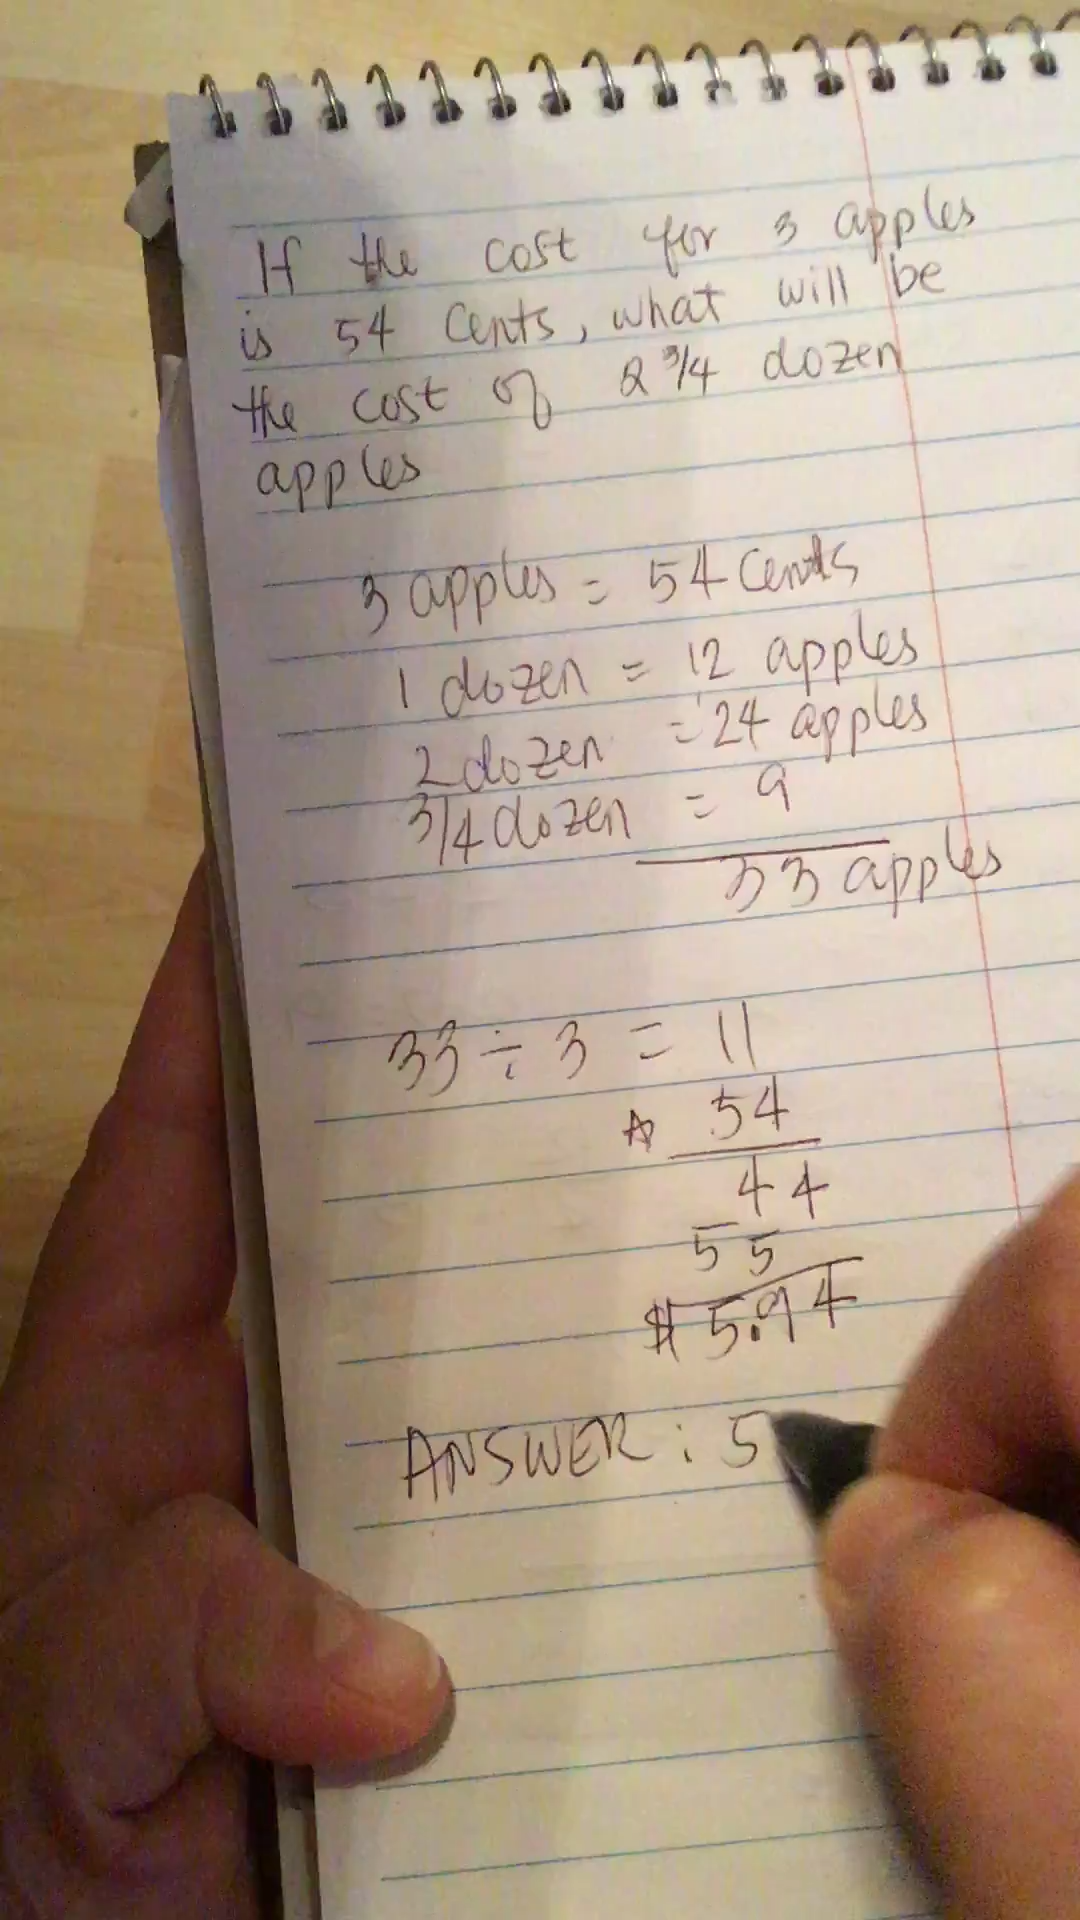 If the cost for 3 apples
is 54 cents, what will be
the cost of 2 3/4 dozen
apples
3 apples = 54 cents
1 dozen = 12 apples
2 dozen = 24 apples
3/4 dozen = 9
33 apples
33 ÷ 3 = 11
54
44
55
$ 5.94
ANSWER : 5